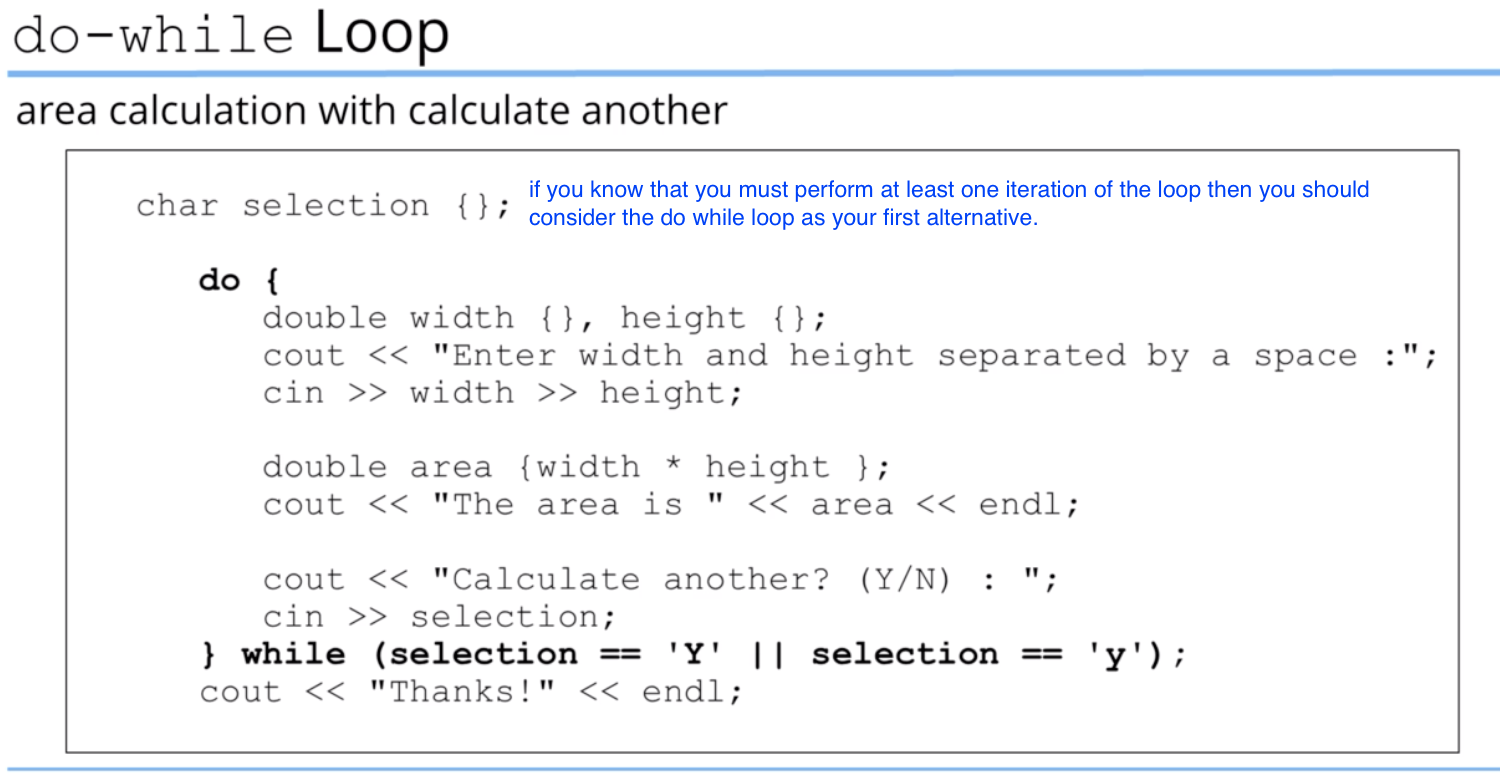 do-while Loop
area calculation with calculate another
char selection {};
if you know that you must perform at least one iteration of the loop then you should
consider the do while loop as your first alternative.
do {
double width {}, height {};
cout << "Enter width and height separated by a space :";
cin >> width >> height;
double area {width * height };
cout << "The area is " << area << endl;
cout << "Calculate another? (Y/N) : ";
cin >> selection;
} while (selection == 'Y' || selection == 'y');
cout << "Thanks!" << endl;